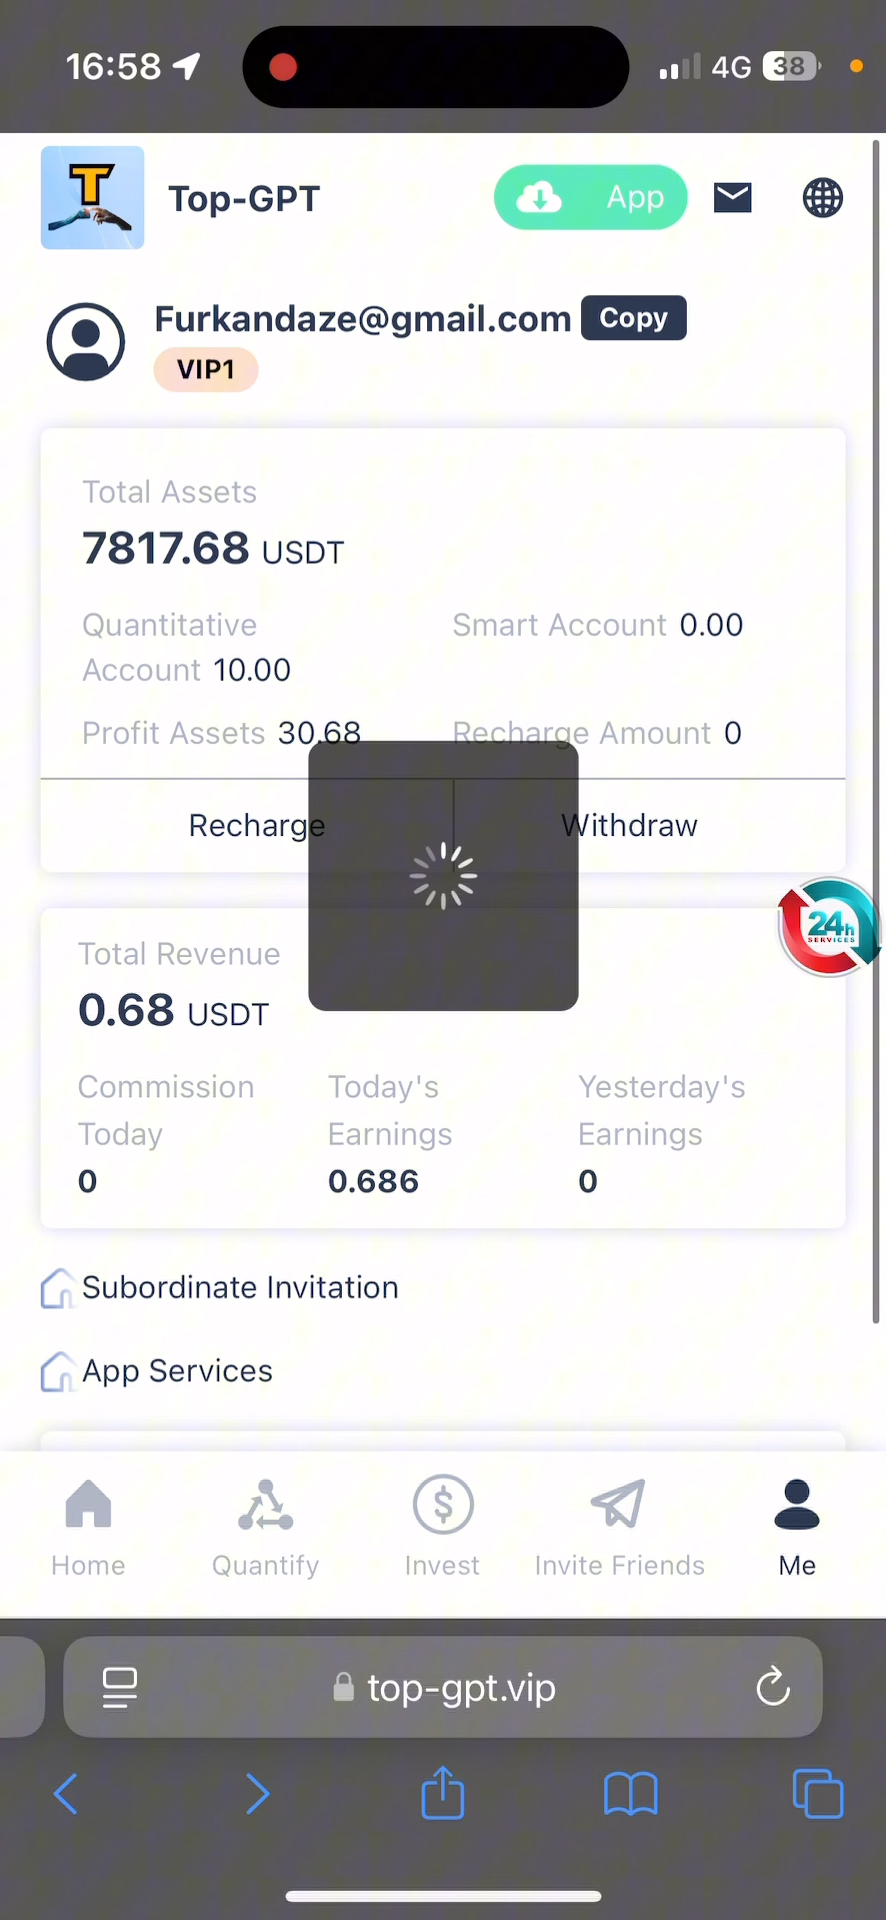 16:58
4G 38
T
Top-GPT
App
Furkandaze@gmail.com Copy
VIP1
Total Assets
7817.68 USDT
Quantitative
Account 10.00
Smart Account 0.00
Profit Assets 30.68
Recharge Amount 0
Recharge
Withdraw
24h
SERVICES
Total Revenue
0.68 USDT
Commission
Today
0
Today's
Earnings
0.686
Yesterday's
Earnings
0
Subordinate Invitation
App Services
Home
Quantify
Invest
Invite Friends
Me
top-gpt.vip